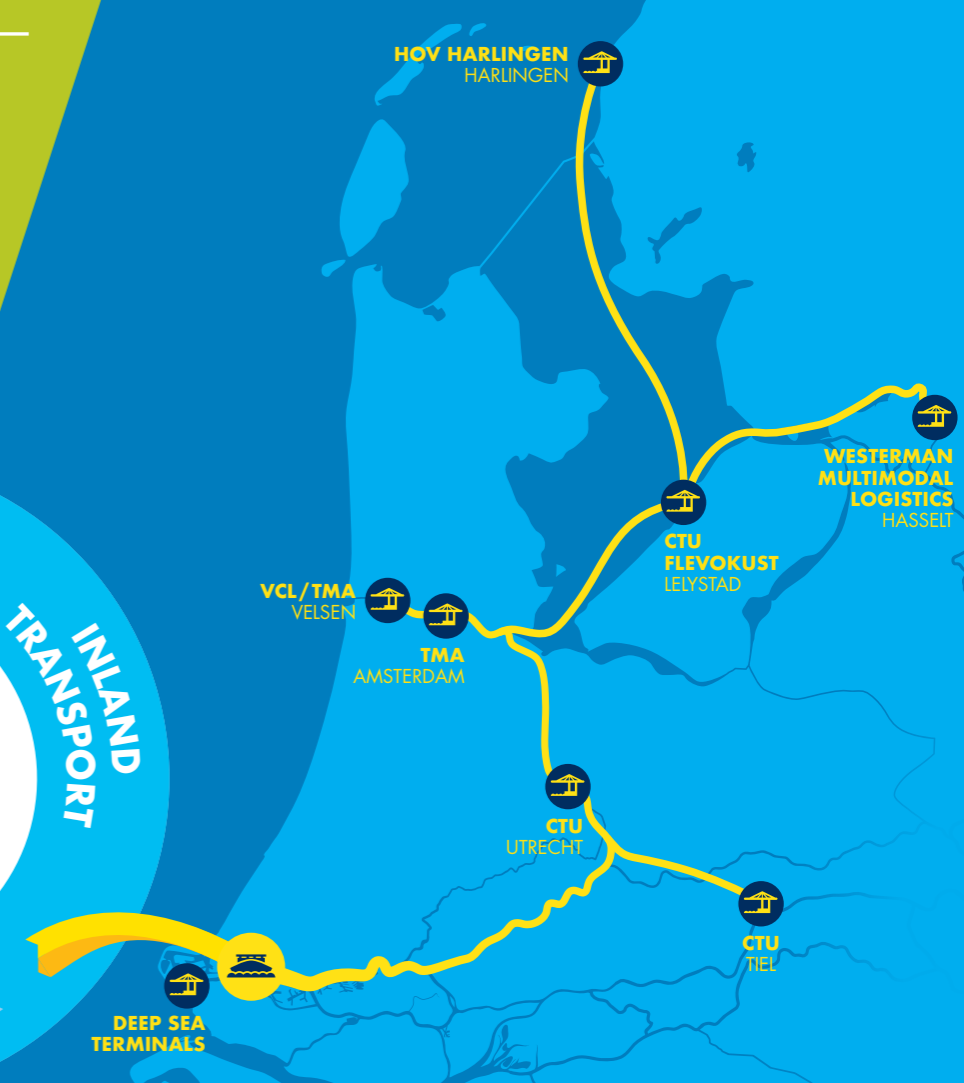 HOV HARLINGEN
HARLINGEN
WESTERMAN
MULTIMODAL
LOGISTICS
HASSELT
CTU
FLEVOKUST
LELYSTAD
VCL/TMA
VELSEN
TMA
AMSTERDAM
INLAND
TRANSPORT
CTU
UTRECHT
CTU
TIEL
DEEP SEA
TERMINALS